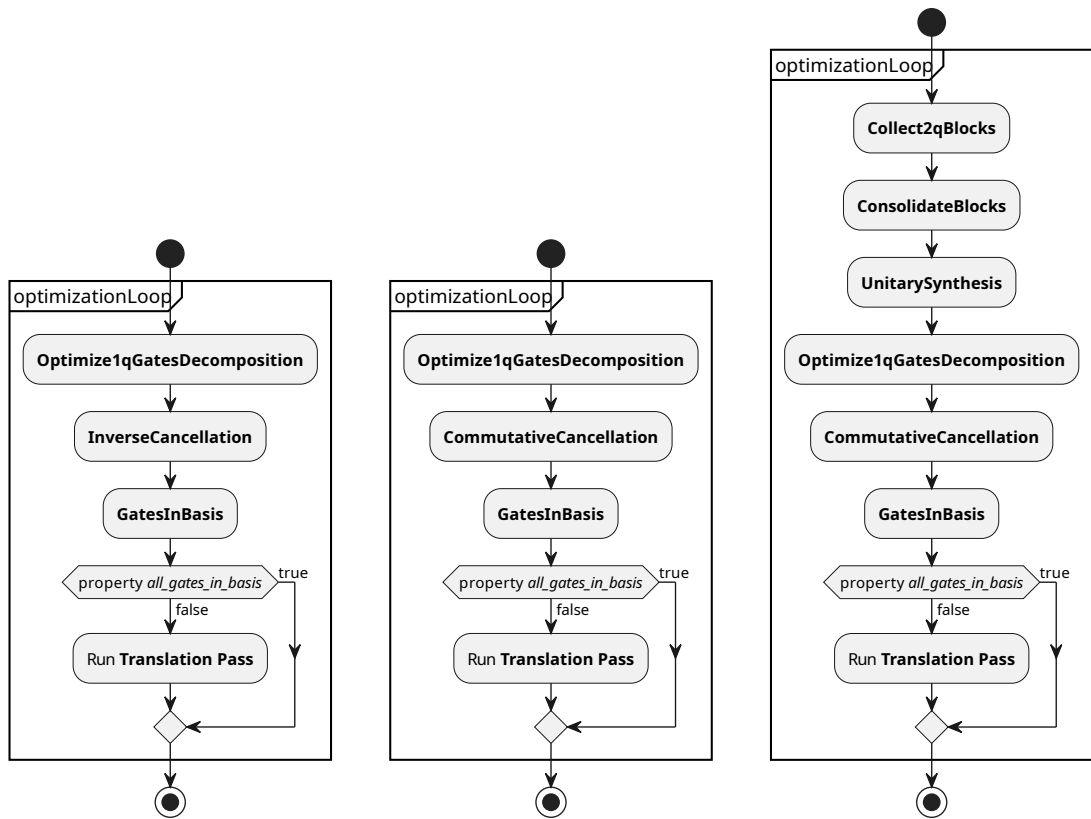 optimizationLoop
Optimize1qGatesDecomposition
InverseCancellation
GatesInBasis
property all_gates_in_basis
true
false
Run Translation Pass
optimizationLoop
Optimize1qGatesDecomposition
CommutativeCancellation
GatesInBasis
property all_gates_in_basis
true
false
Run Translation Pass
optimizationLoop
Collect2qBlocks
ConsolidateBlocks
UnitarySynthesis
Optimize1qGatesDecomposition
CommutativeCancellation
GatesInBasis
property all_gates_in_basis
true
false
Run Translation Pass